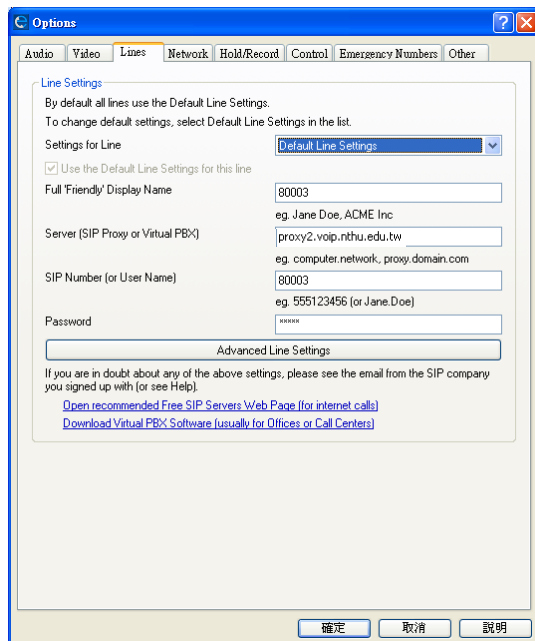 Options
Audio Video Lines Network Hold/Record Control Emergency Numbers Other
Line Settings
By default all lines use the Default Line Settings.
To change default settings, select Default Line Settings in the list.
Settings for Line Default Line Settings
Use the Default Line Settings for this line
Full 'Friendly' Display Name 80003
eg. Jane Doe, ACME Inc
Server (SIP Proxy or Virtual PBX) proxy2.voip.nthu.edu.tw
eg. computer.network, proxy.domain.com
SIP Number (or User Name) 80003
eg. 555123456 (or Jane.Doe)
Password ×××××
Advanced Line Settings
If you are in doubt about any of the above settings, please see the email from the SIP company
you signed up with (or see Help).
Open recommended Free SIP Servers Web Page (for internet calls)
Download Virtual PBX Software (usually for Offices or Call Centers)
確定 取消 說明